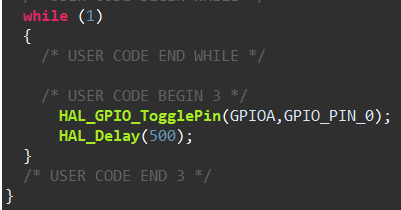 while (1)
{
/* USER CODE END WHILE */
/* USER CODE BEGIN 3 */
HAL_GPIO_TogglePin(GPIOA,GPIO_PIN_0);
HAL_Delay(500);
}
/* USER CODE END 3 */
}